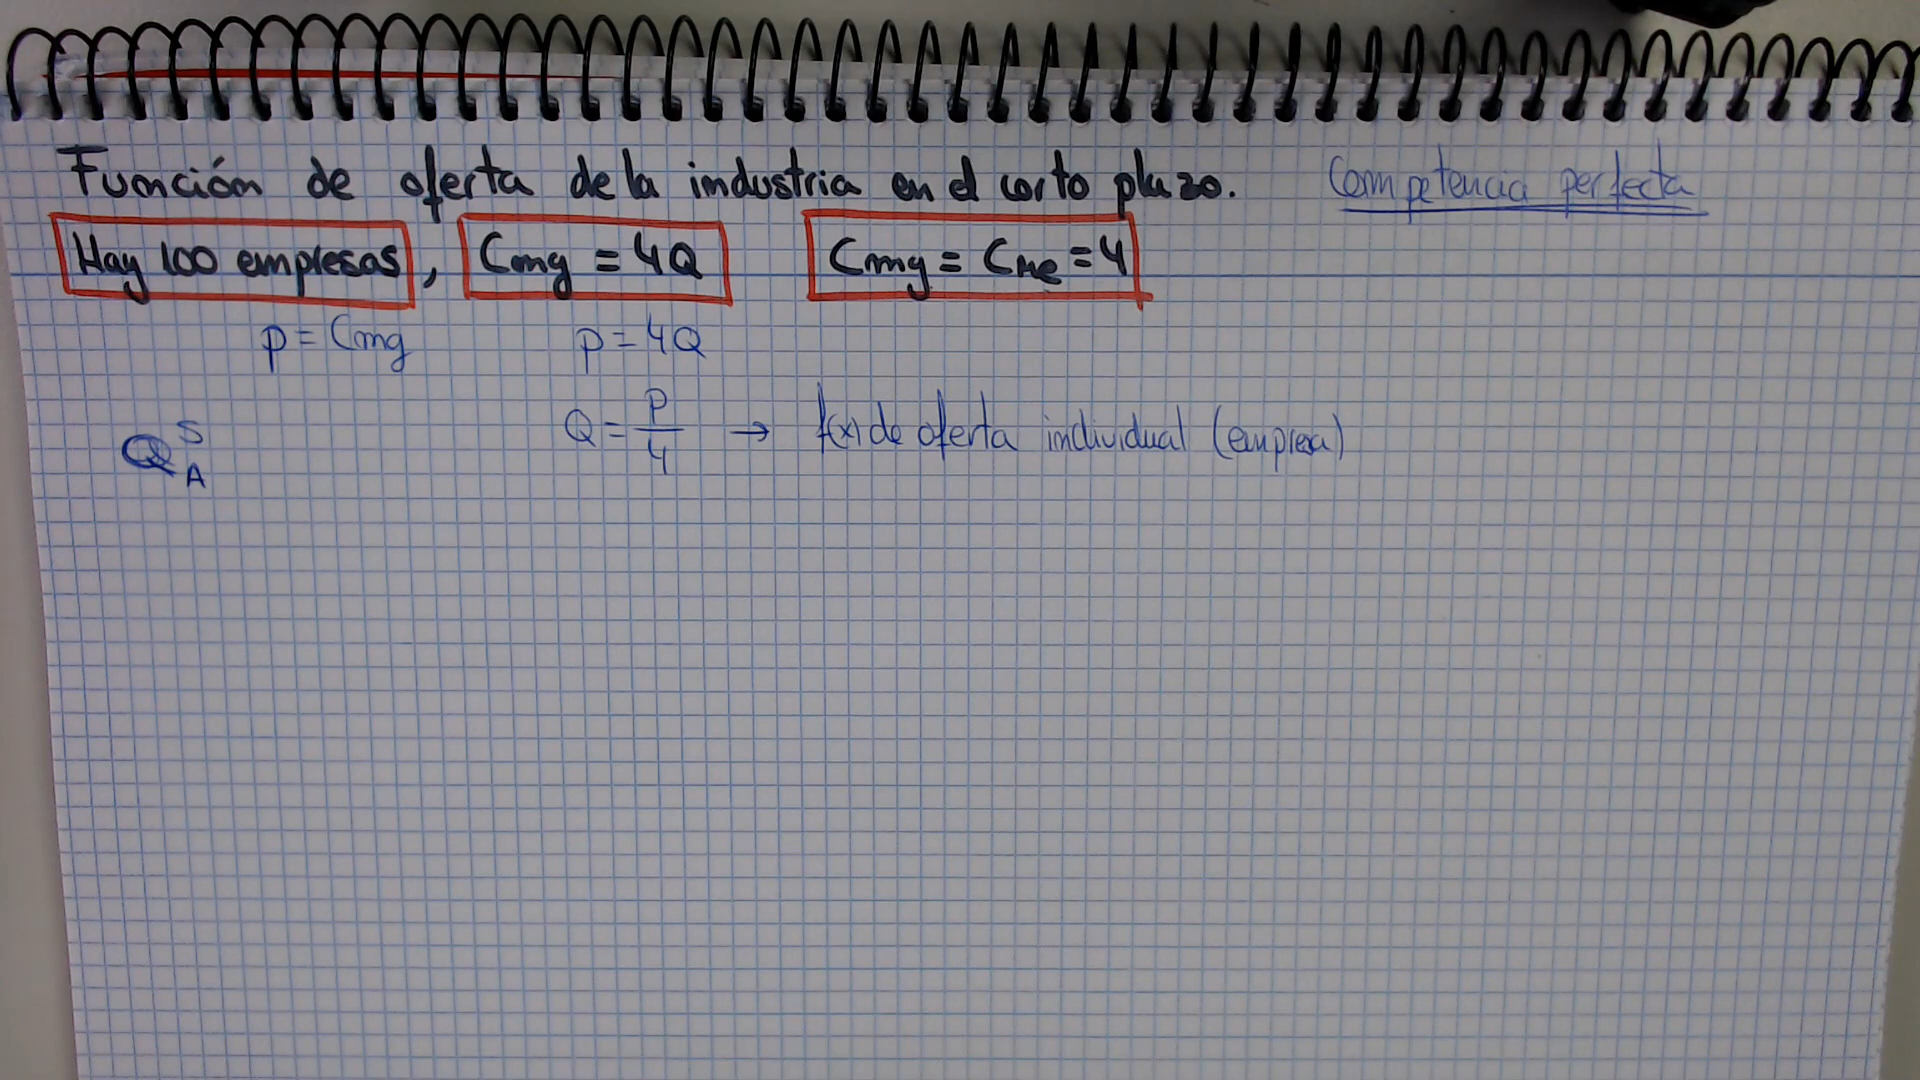 Función de oferta de la industria en el corto plazo. Competencia perfecta
Hay 100 empresas, Cmg = 4Q Cmg = CMe = 4
p = Cmg p = 4Q
Q^S_A Q = P/4 → f(x) de oferta individual (empresa)